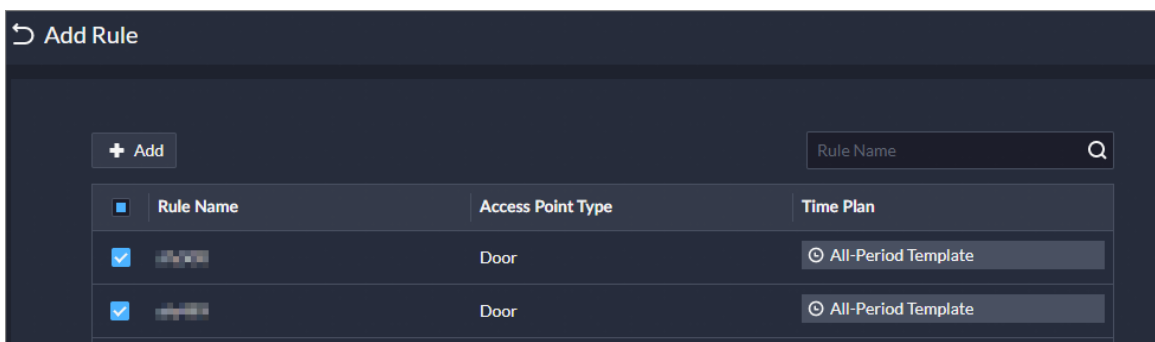 Add Rule
Add
Rule Name
Rule Name Access Point Type Time Plan
Door All-Period Template
Door All-Period Template